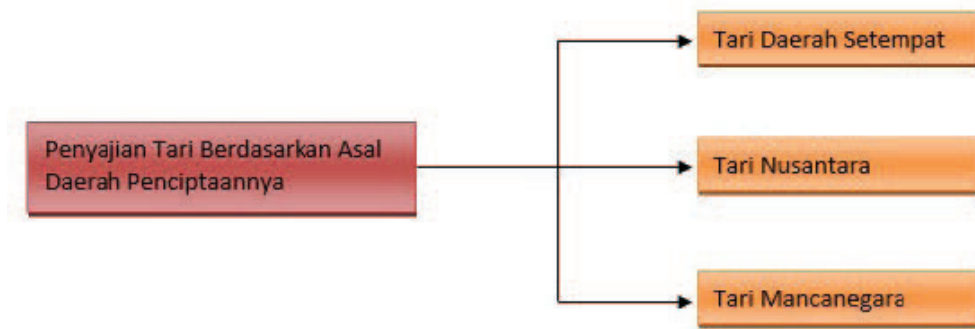 Penyajian Tari Berdasarkan Asal
Daerah Penciptaannya
Tari Daerah Setempat
Tari Nusantara
Tari Mancanegara